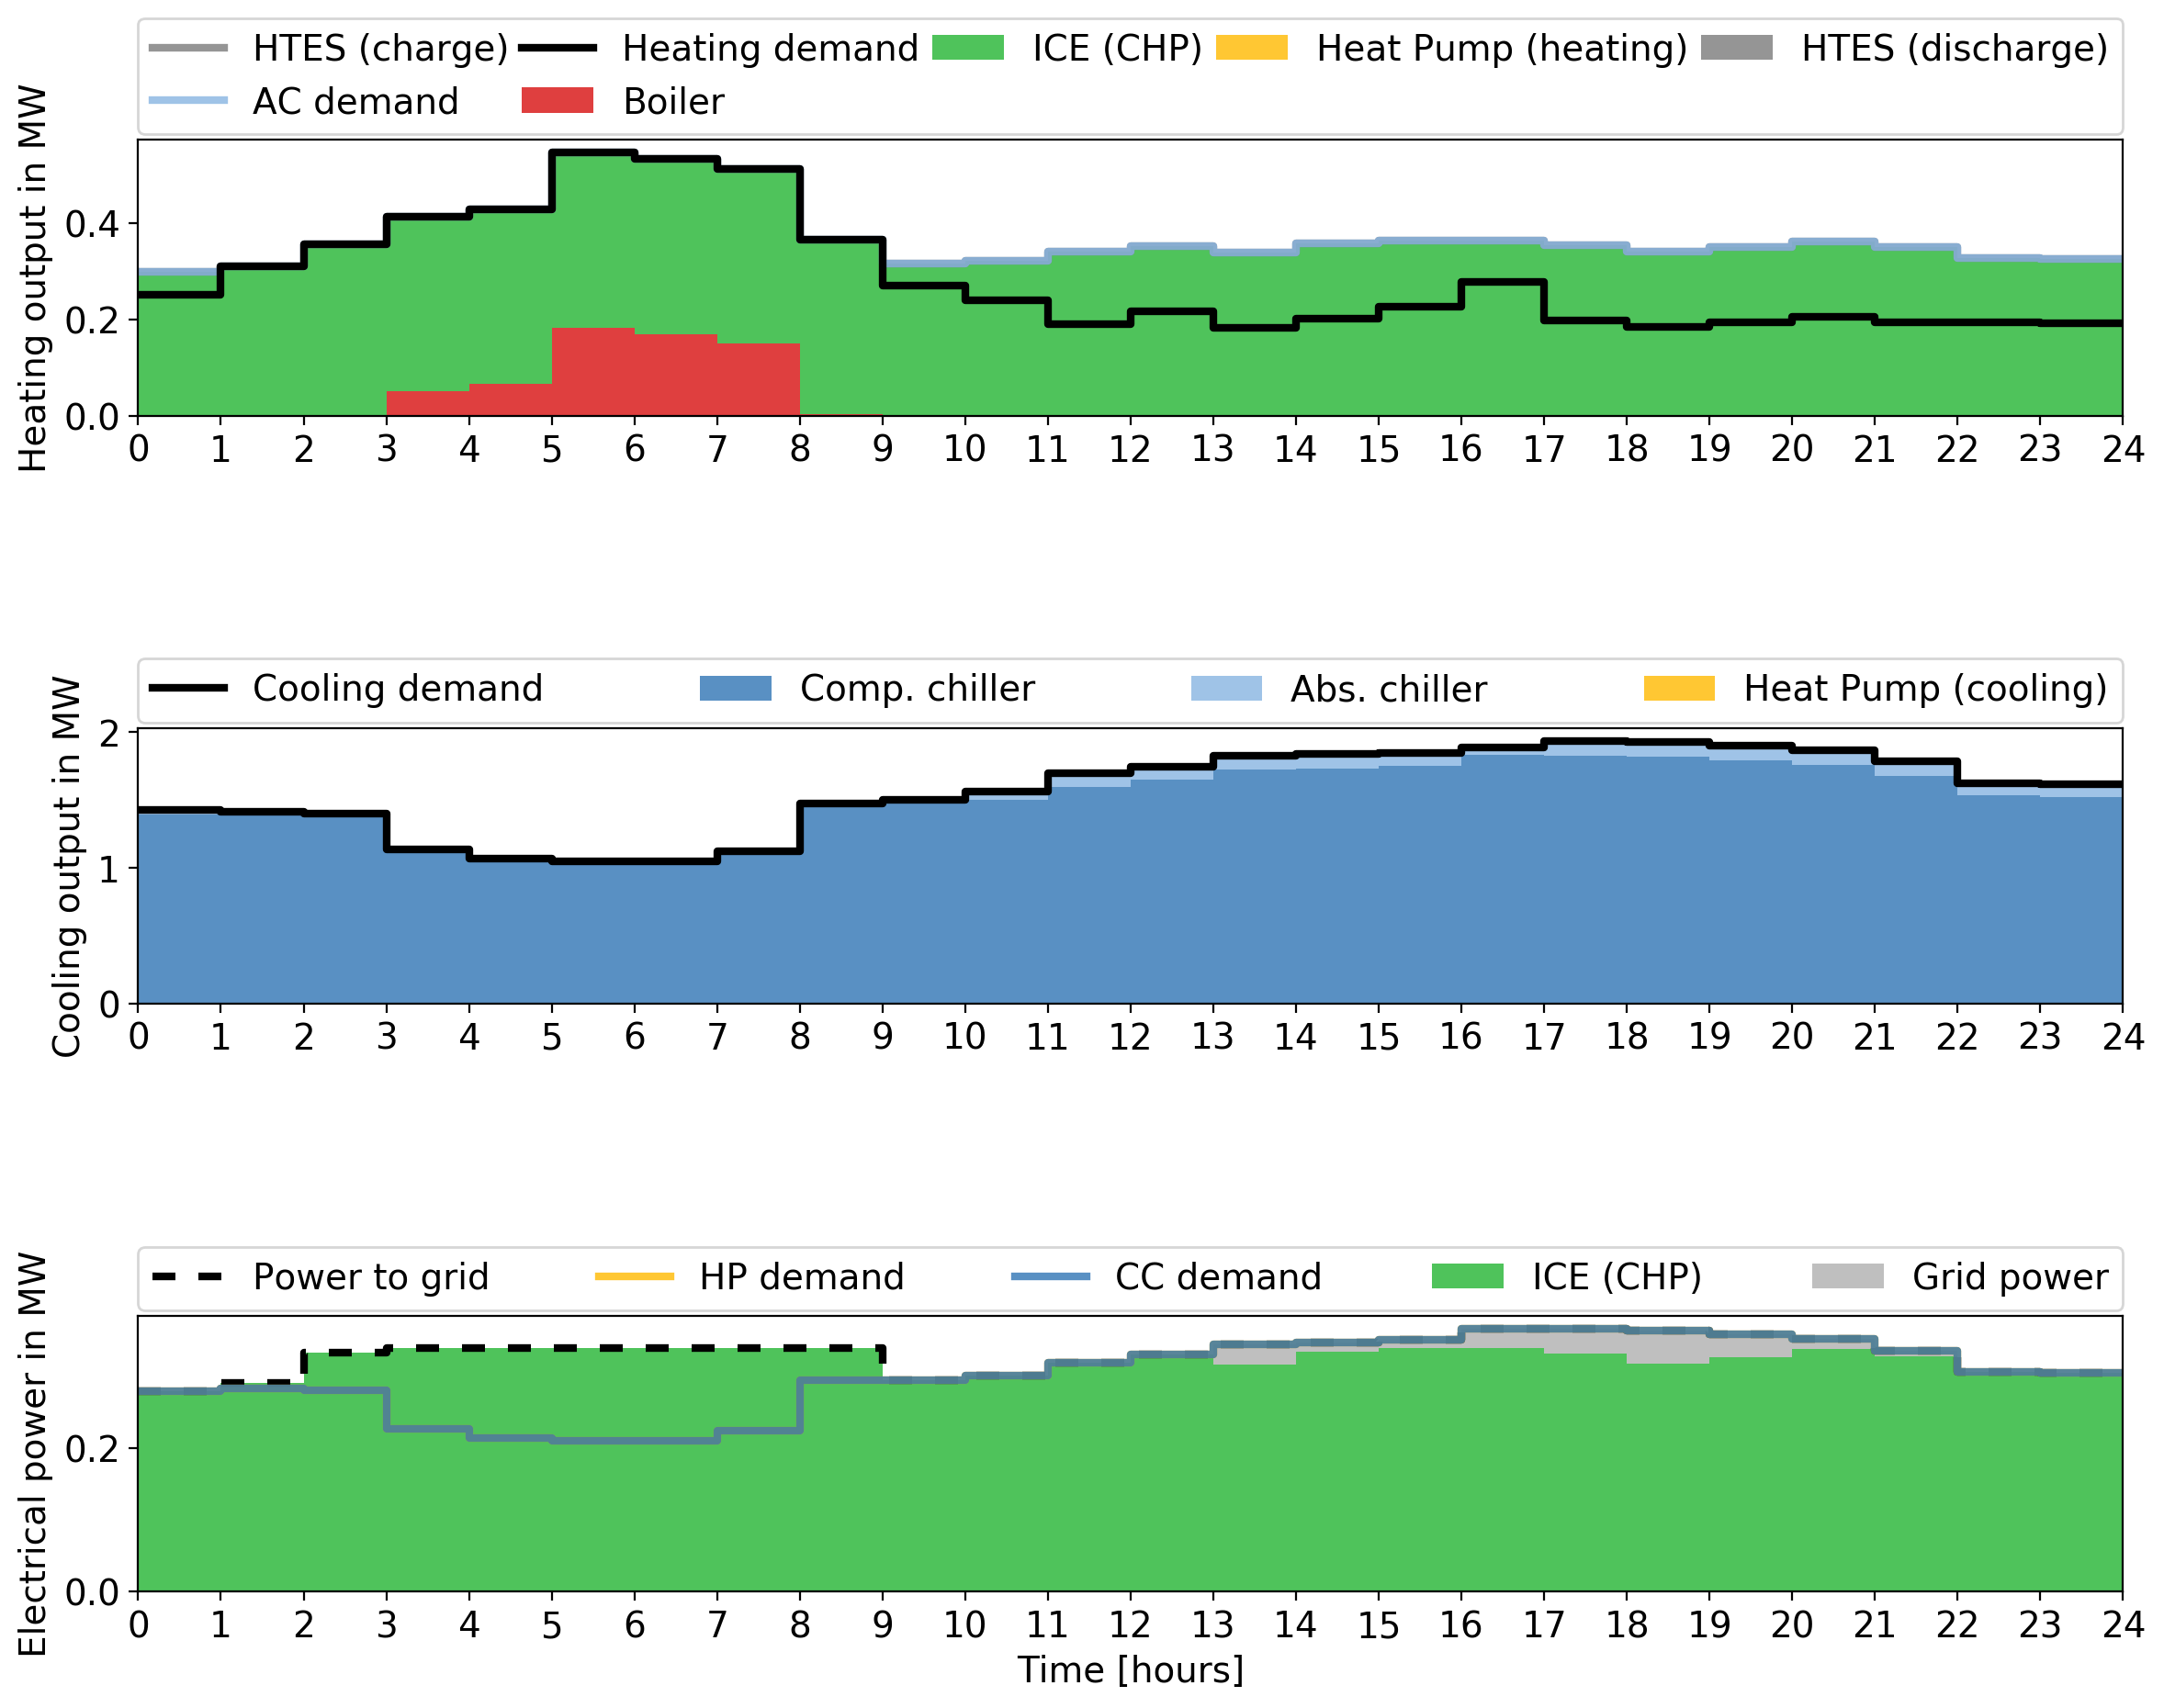 HTES (charge) Heating demand ICE (CHP) Heat Pump (heating) HTES (discharge)
AC demand Boiler
Heating output in MW
0.4
0.2
0.0
0 1 2 3 4 5 6 7 8 9 10 11 12 13 14 15 16 17 18 19 20 21 22 23 24
Cooling demand Comp. chiller Abs. chiller Heat Pump (cooling)
Cooling output in MW
2
1
0
0 1 2 3 4 5 6 7 8 9 10 11 12 13 14 15 16 17 18 19 20 21 22 23 24
Power to grid HP demand CC demand ICE (CHP) Grid power
Electrical power in MW
0.2
0.0
0 1 2 3 4 5 6 7 8 9 10 11 12 13 14 15 16 17 18 19 20 21 22 23 24
Time [hours]